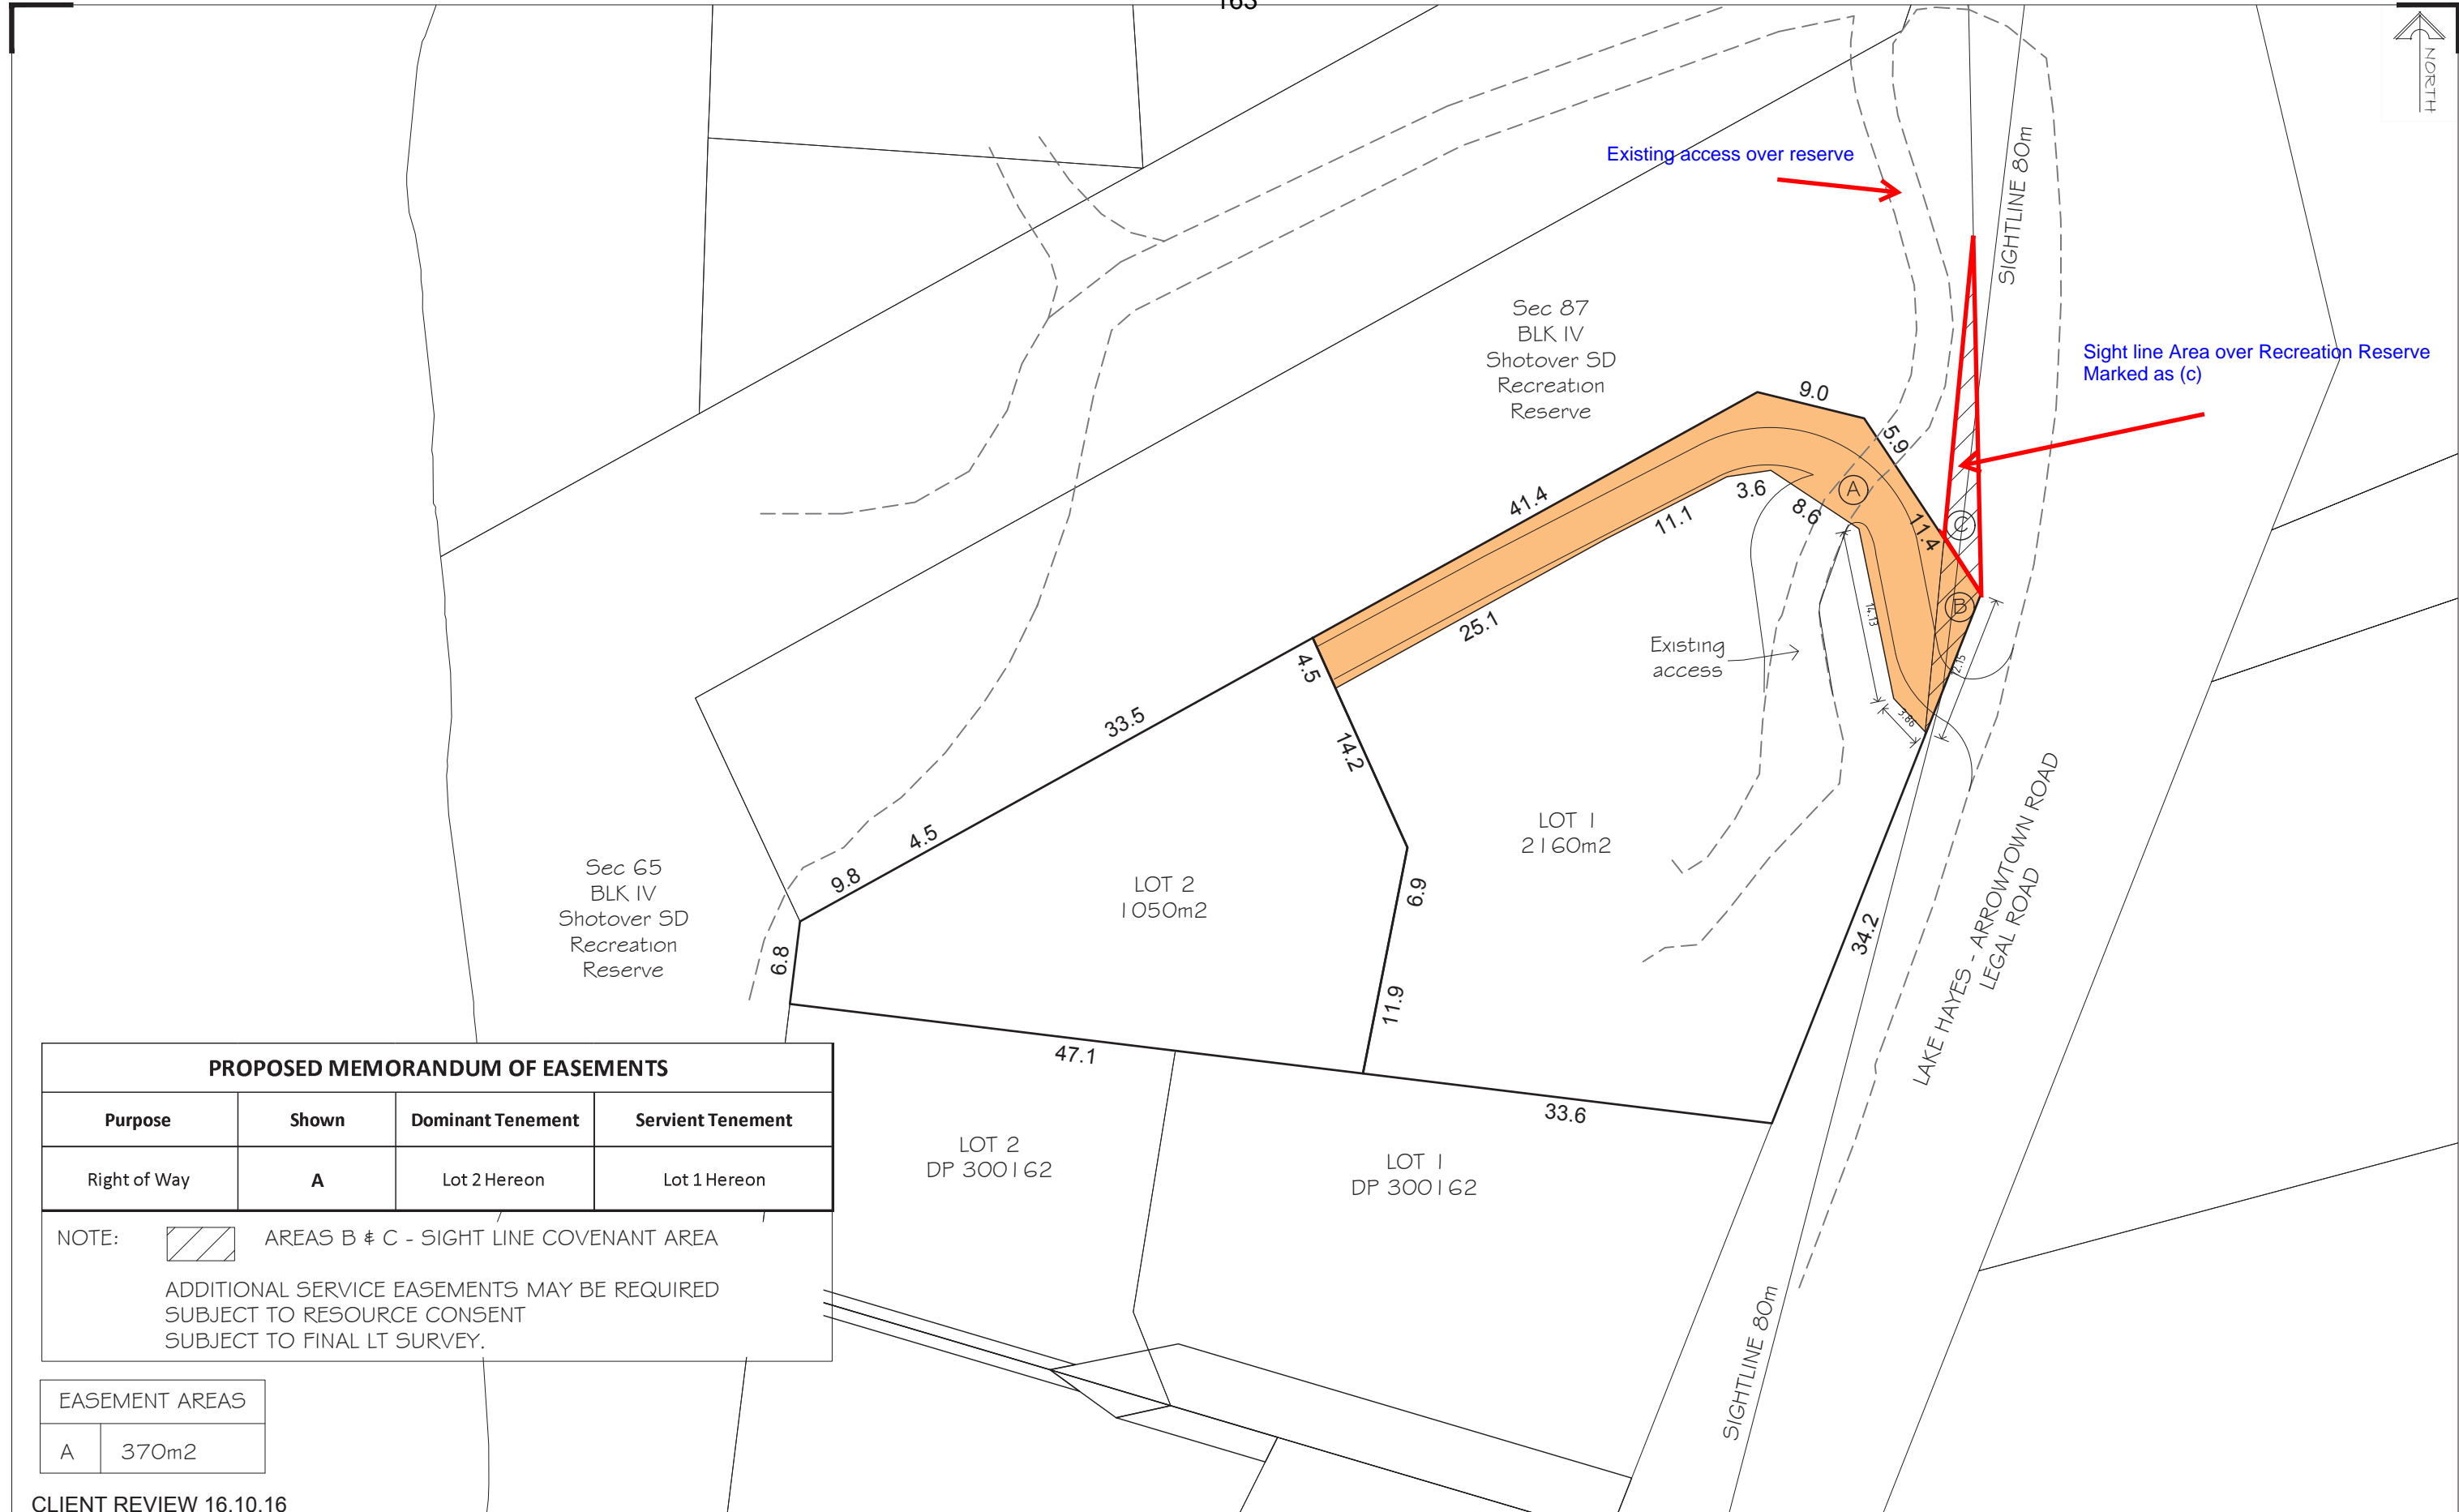 163
NORTH
Existing access over reserve
SIGHTLINE 80m
Sight line Area over Recreation Reserve
Marked as (c)
Sec 87
BLK IV
Shotover SD
Recreation
Reserve
9.0
5.9
41.4
3.6
11.1
8.6
A
11.4
C
B
25.1
14.13
12.15
3.86
Existing
access
4.5
33.5
14.2
4.5
9.8
6.8
LOT 1
2160m2
LOT 2
1050m2
6.9
11.9
34.2
47.1
33.6
LAKE HAYES - ARROWTOWN ROAD
LEGAL ROAD
Sec 65
BLK IV
Shotover SD
Recreation
Reserve
LOT 2
DP 300162
LOT 1
DP 300162
SIGHTLINE 80m
PROPOSED MEMORANDUM OF EASEMENTS
Purpose Shown Dominant Tenement Servient Tenement
Right of Way A Lot 2 Hereon Lot 1 Hereon
NOTE: AREAS B & C - SIGHT LINE COVENANT AREA
ADDITIONAL SERVICE EASEMENTS MAY BE REQUIRED
SUBJECT TO RESOURCE CONSENT
SUBJECT TO FINAL LT SURVEY.
EASEMENT AREAS
A 370m2
CLIENT REVIEW 16.10.16